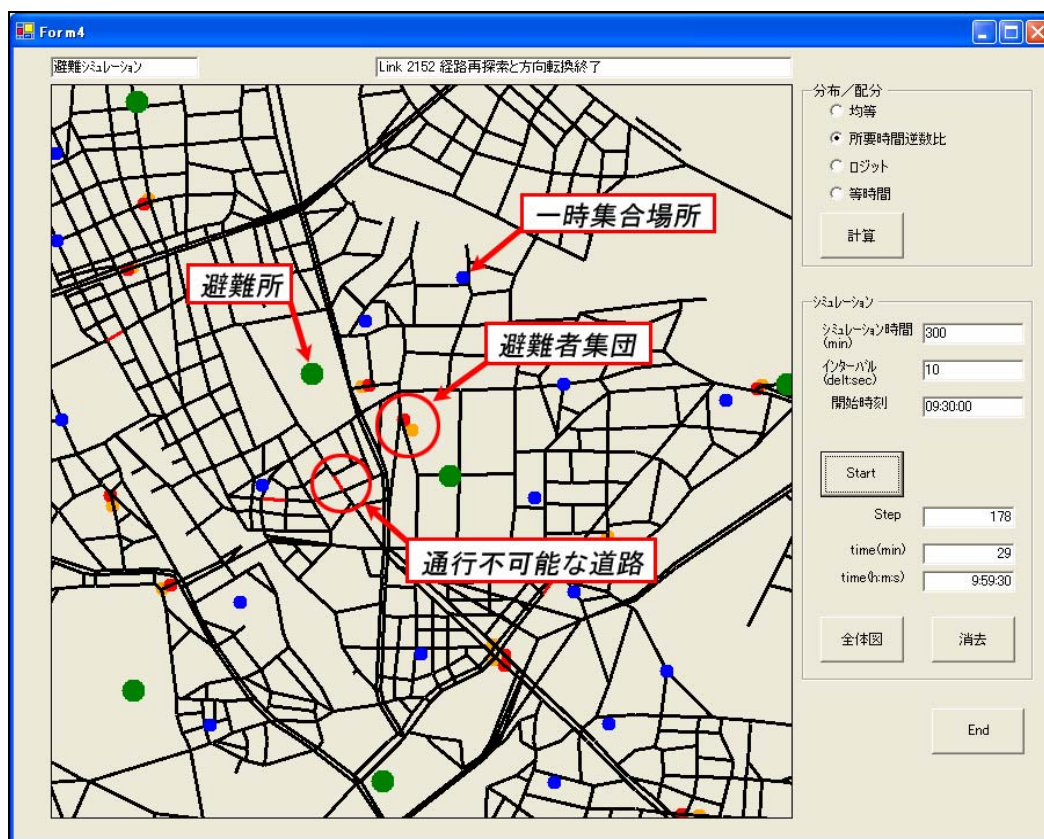 Form4
避難シミュレーション
Link 2152 経路再探索と方向転換終了
分布／配分
均等
所要時間逆数比
ロジット
等時間
計算
一時集合場所
避難所
避難者集団
通行不可能な道路
シミュレーション
シミュレーション時間
(min)
300
インターバル
(delt:sec)
10
開始時刻
09:30:00
Start
Step
178
time(min)
29
time(h:m:s)
9:59:30
全体図
消去
End